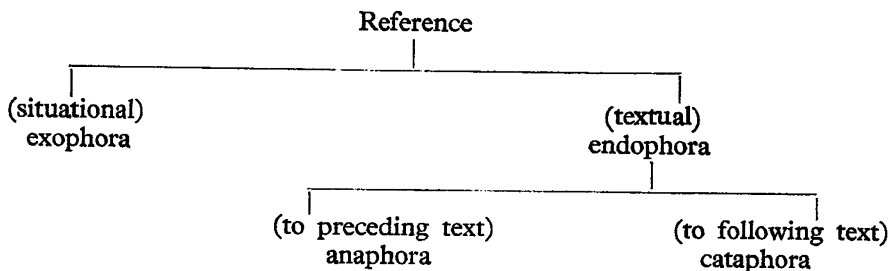 Reference
(situational)
exophora
(textual)
endophora
(to preceding text)
anaphora
(to following text)
cataphora